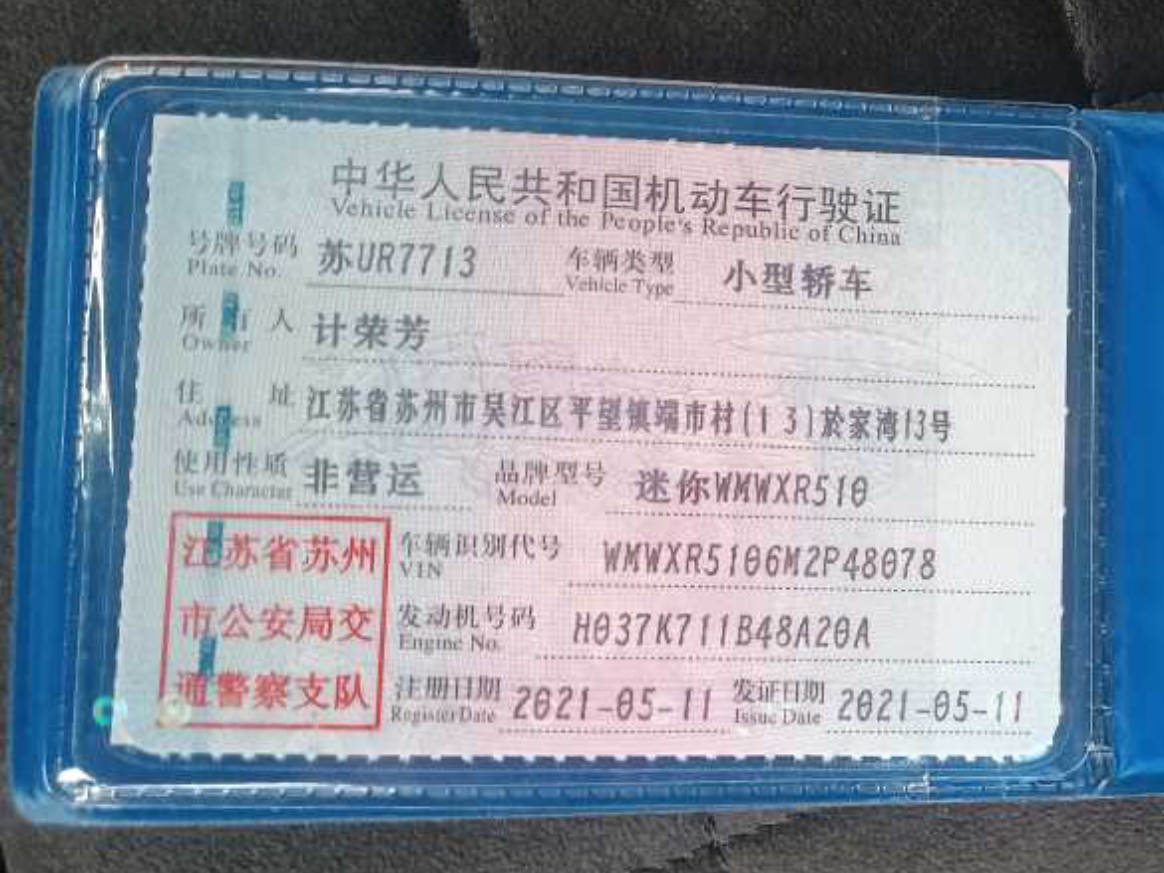 中华人民共和国机动车行驶证
Vehicle License of the People's Republic of China
号牌号码 苏UR7713 车辆类型 小型轿车
Plate No. Vehicle Type
所有人 计荣芳
Owner
住址 江苏省苏州市吴江区平望镇端市村(13)於家湾13号
Address
使用性质 非营运 品牌型号 迷你WMWXR510
Use Character Model
江苏省苏州 车辆识别代号 WMWXR5106M2P48078
VIN
市公安局交 发动机号码 H037K711B48A20A
Engine No.
通警察支队 注册日期 2021-05-11 发证日期 2021-05-11
Register Date Issue Date